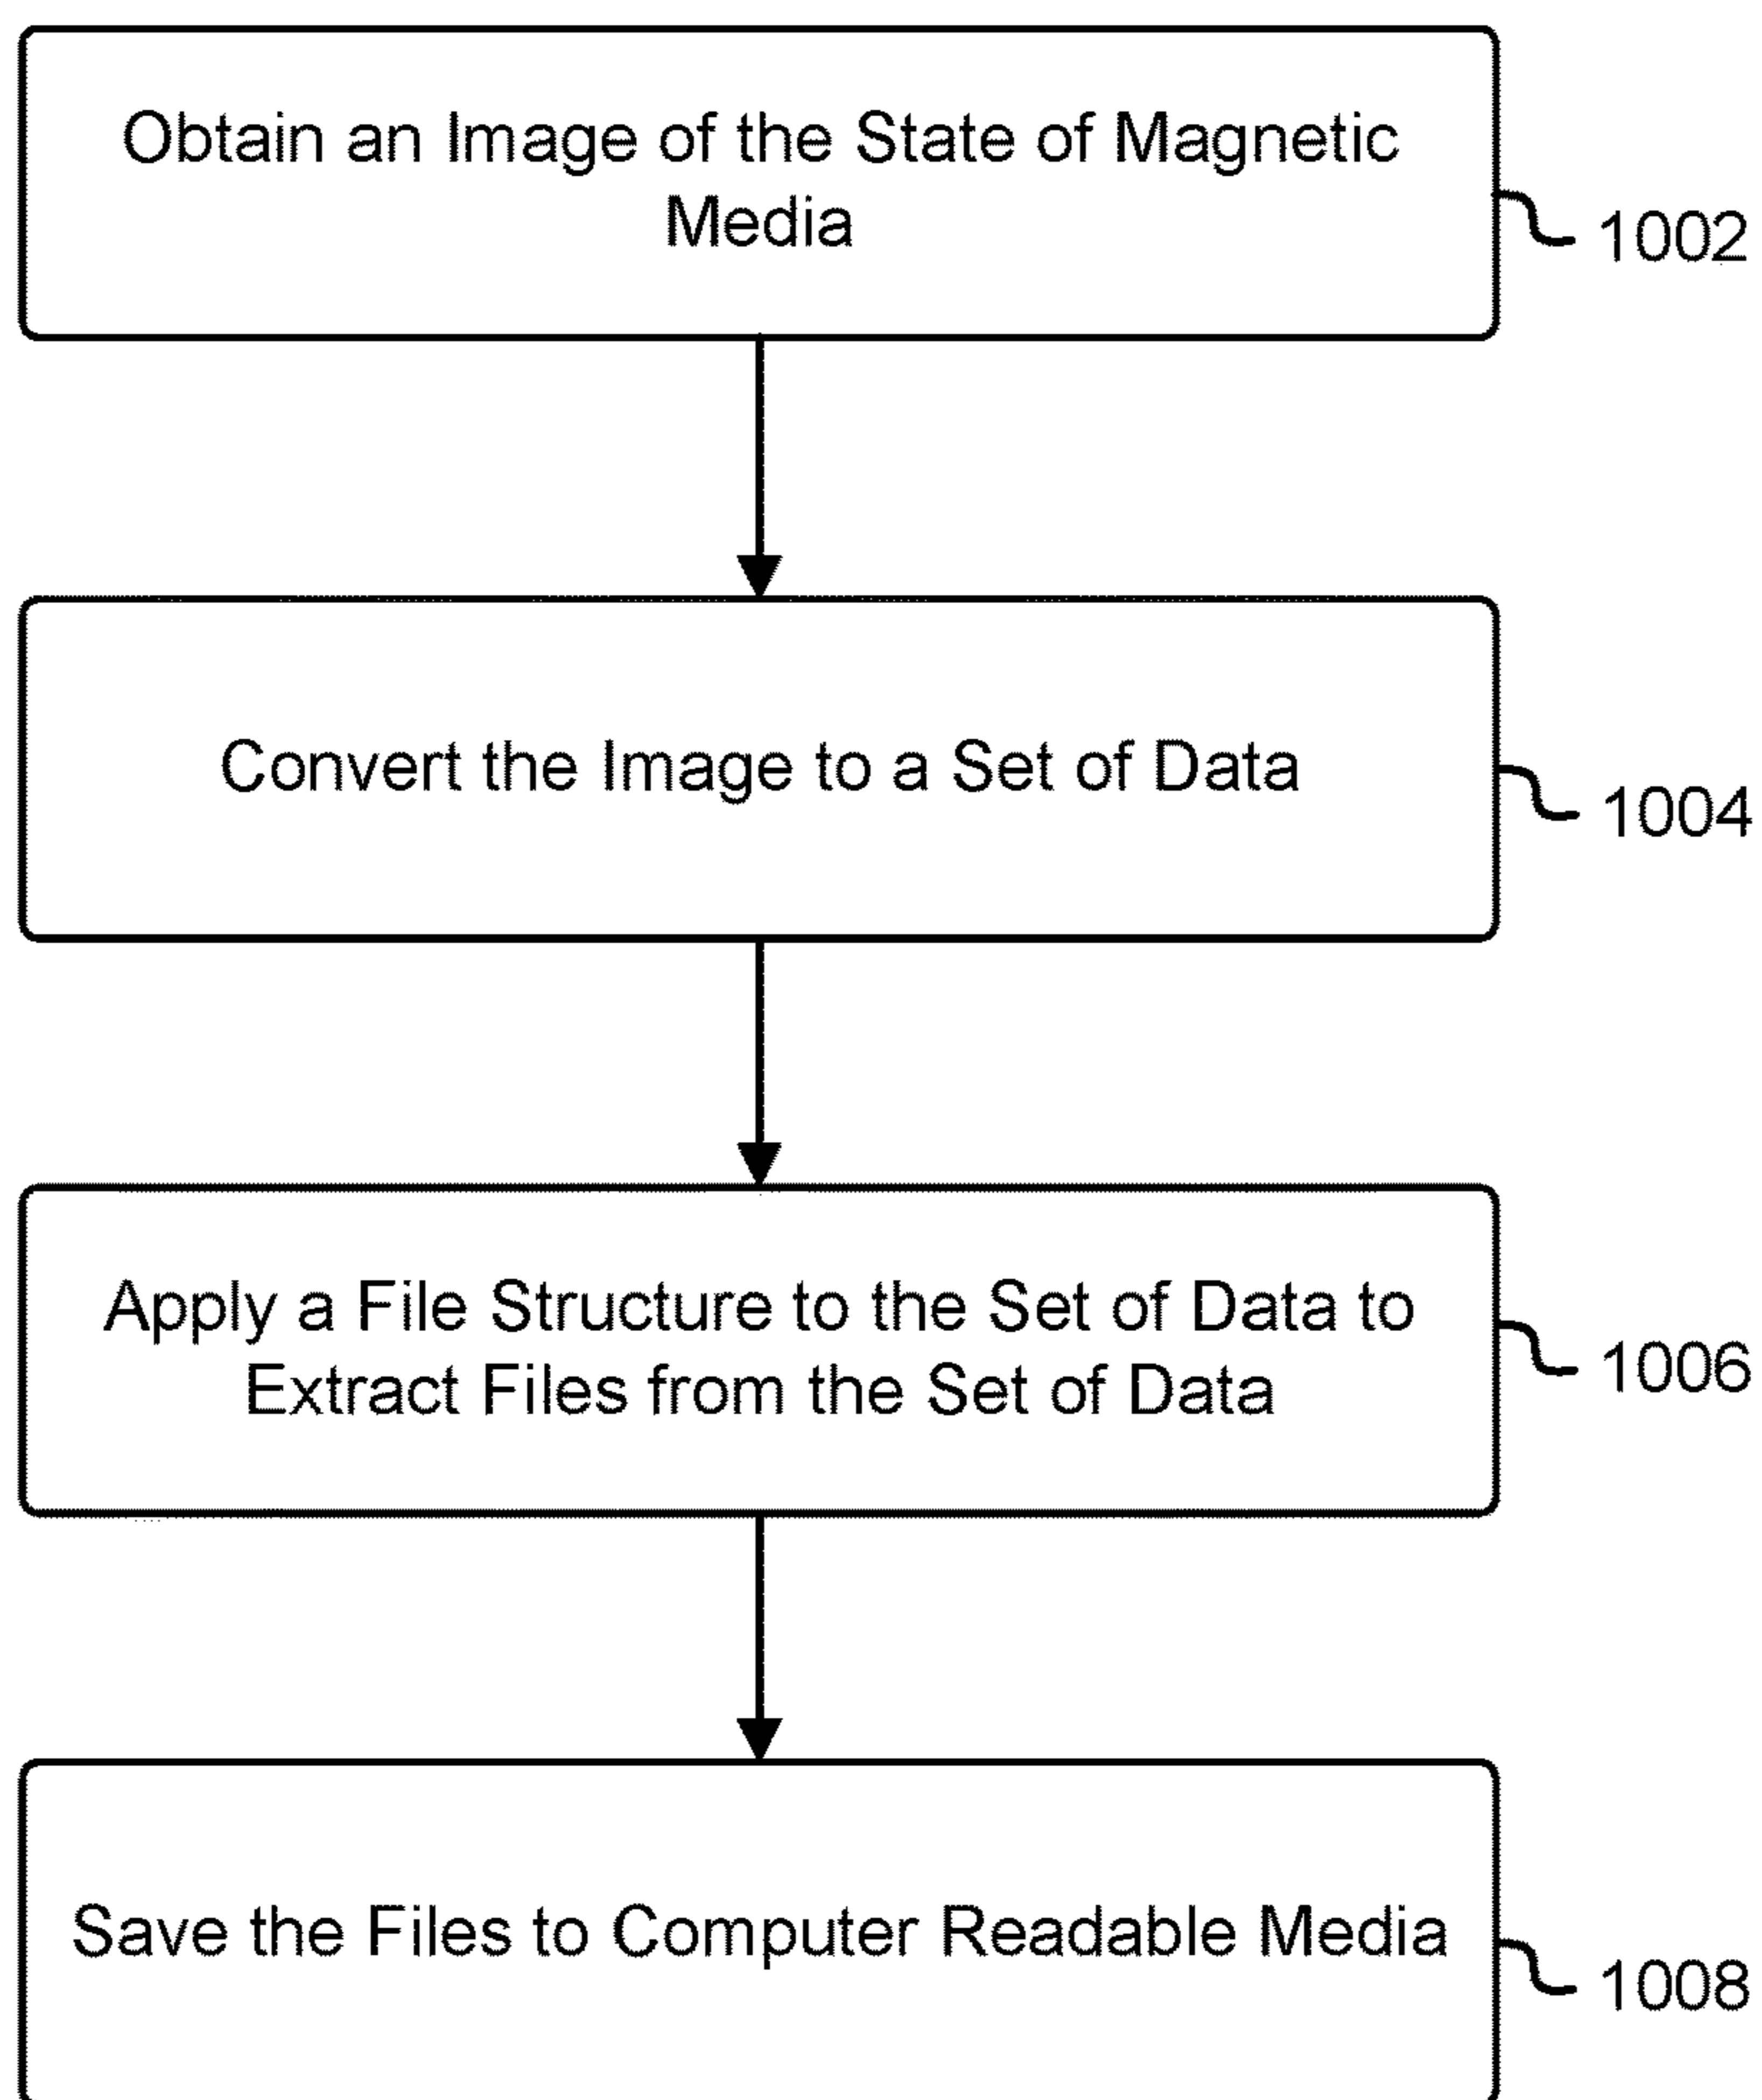 Obtain an Image of the State of Magnetic
Media
1002
Convert the Image to a Set of Data
1004
Apply a File Structure to the Set of Data to
Extract Files from the Set of Data
1006
Save the Files to Computer Readable Media
1008